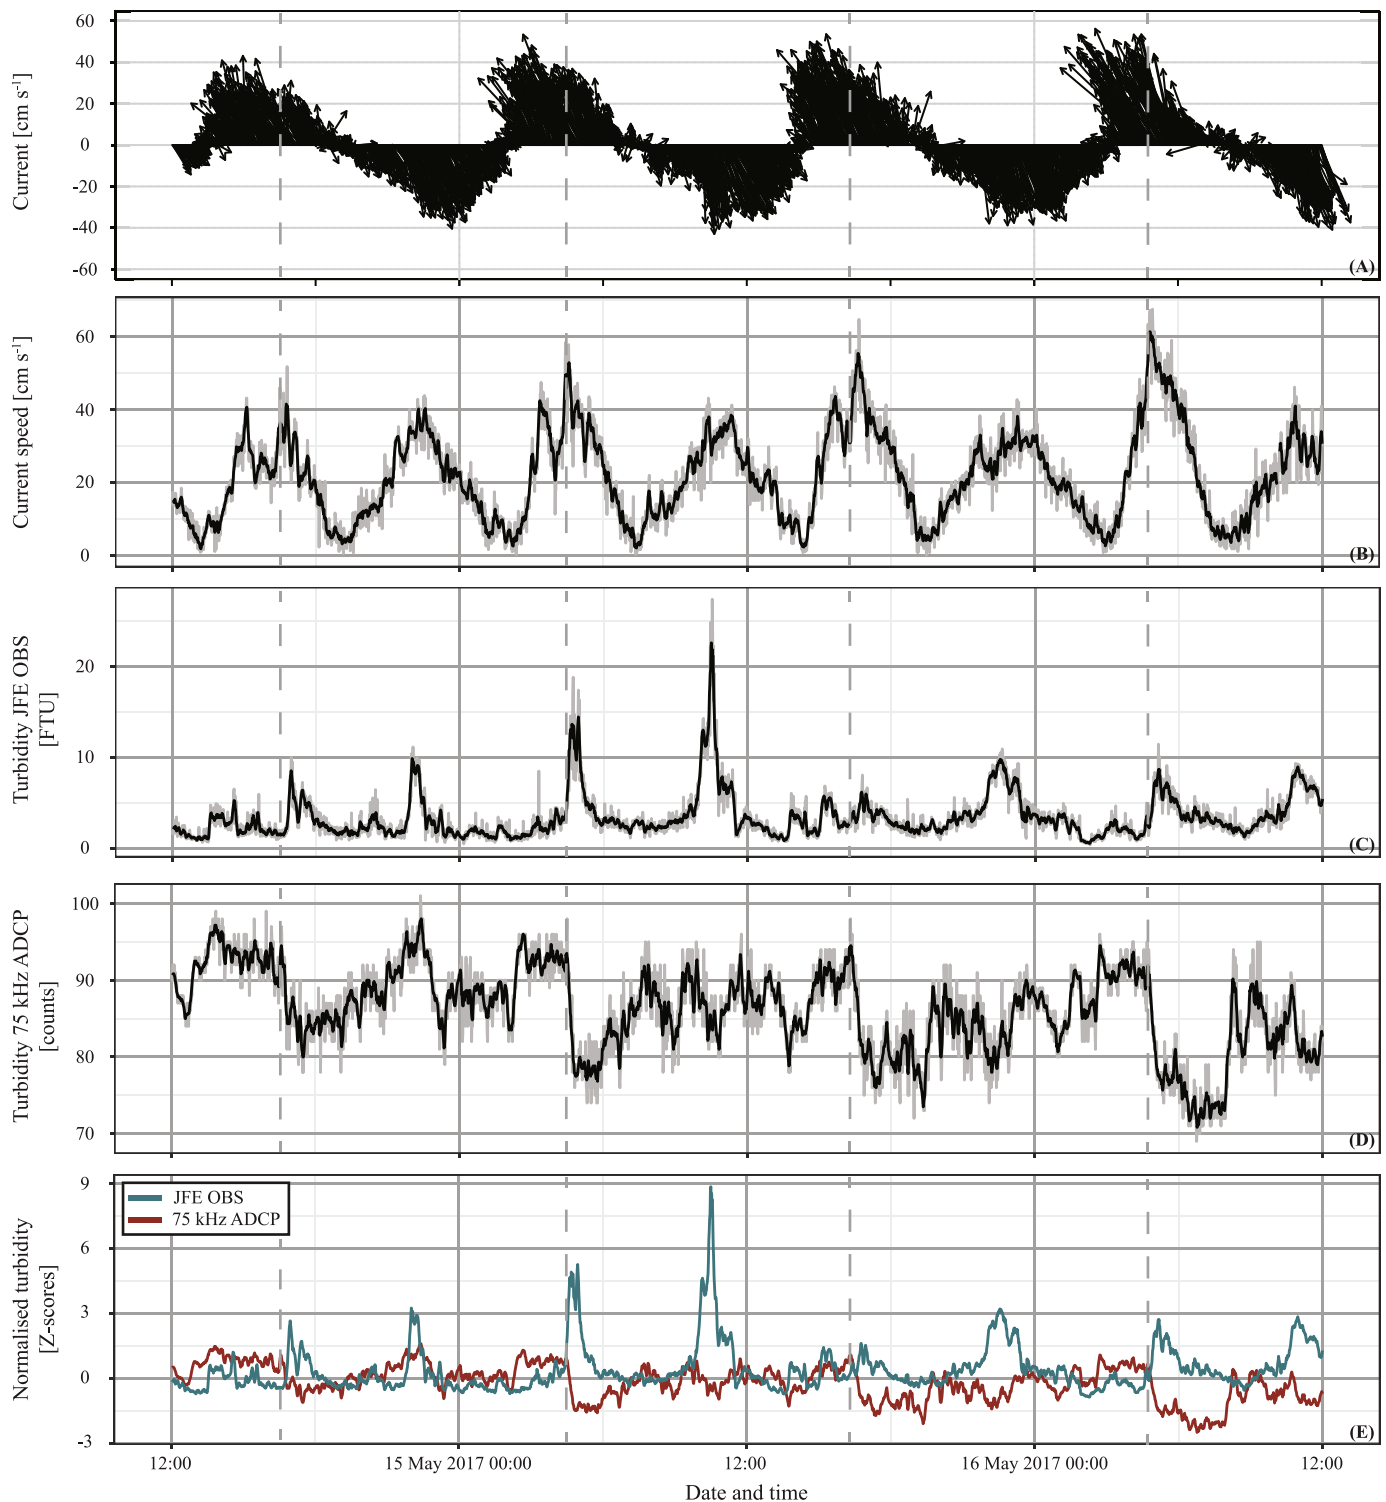 60
40
20
0
-20
-40
-60
Current [cm s⁻¹]
(A)
60
40
20
0
Current speed [cm s⁻¹]
(B)
20
10
0
Turbidity JFE OBS
[FTU]
(C)
100
90
80
70
Turbidity 75 kHz ADCP
[counts]
(D)
9
6
3
0
-3
Normalised turbidity
[Z-scores]
JFE OBS
75 kHz ADCP
(E)
12:00
15 May 2017 00:00
12:00
16 May 2017 00:00
12:00
Date and time